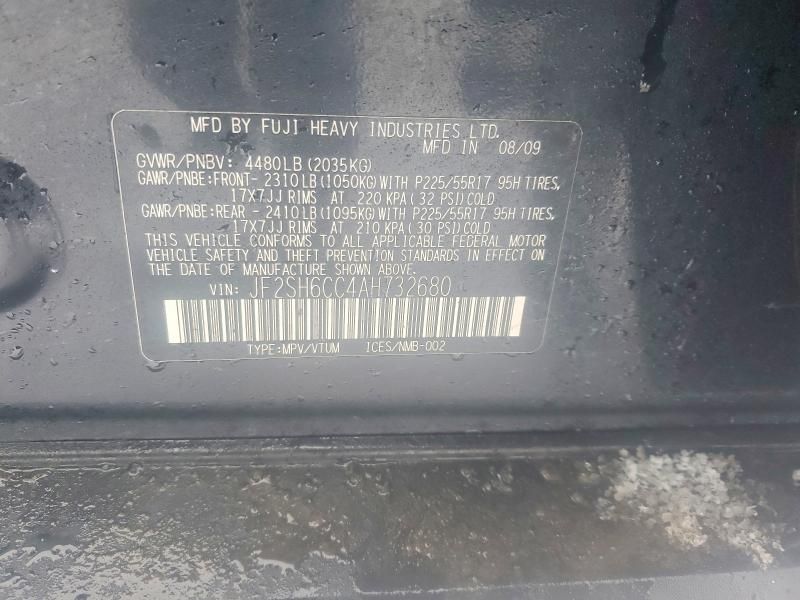 MFD BY FUJI HEAVY INDUSTRIES LTD.
MFD IN 08/09
GVWR/PNBV: 4480LB (2035KG)
GAWR/PNBE:FRONT- 2310LB (1050KG) WITH P225/55R17 95H TIRES,
17X7JJ RIMS AT 220 KPA (32 PSI) COLD
GAWR/PNBE:REAR - 2410LB (1095KG) WITH P225/55R17 95H TIRES,
17X7JJ RIMS AT 210 KPA (30 PSI) COLD
THIS VEHICLE CONFORMS TO ALL APPLICABLE FEDERAL MOTOR
VEHICLE SAFETY AND THEFT PREVENTION STANDARDS IN EFFECT
ON THE DATE OF MANUFACTURE SHOWN ABOVE.
VIN: JF2SH6CC4AH732680
TYPE:MPV/VTUM ICES/NMB-002